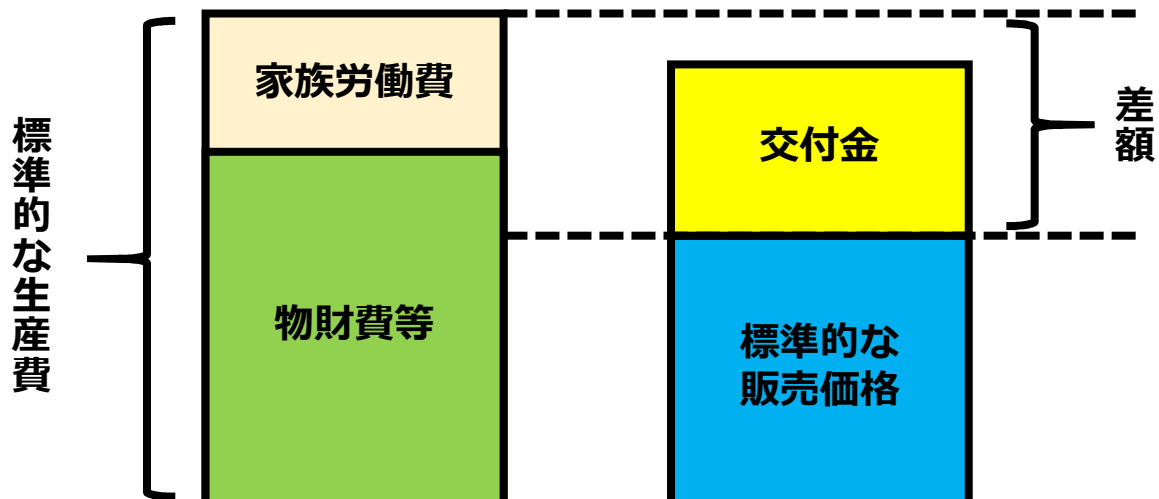 標準的な生産費
家族労働費
物財費等
交付金
標準的な
販売価格
差額